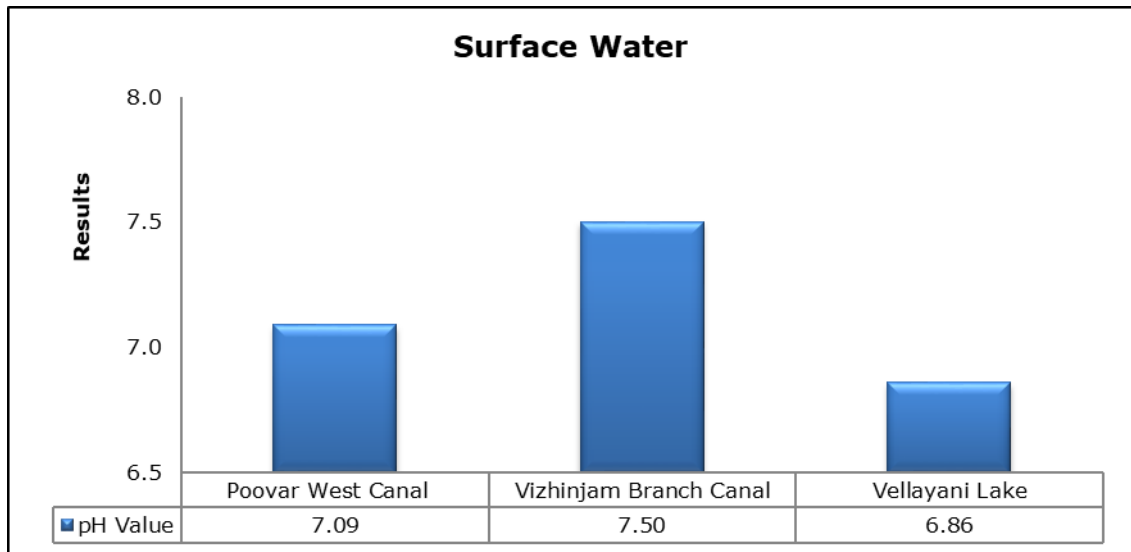 Surface Water
8.0
7.5
7.0
6.5
Results
Poovar West Canal Vizhinjam Branch Canal Vellayani Lake
pH Value 7.09 7.50 6.86